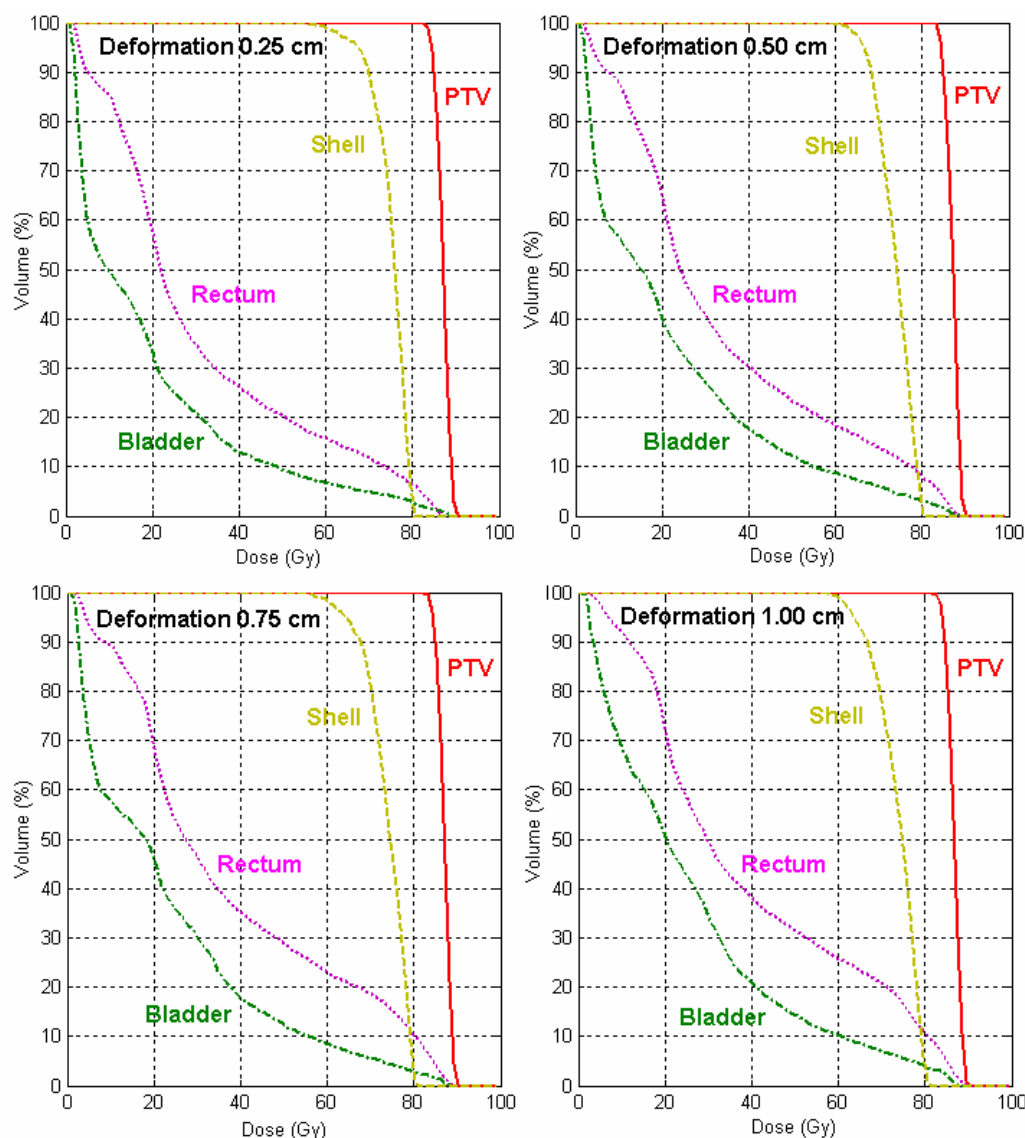 Deformation 0.25 cm
PTV
Shell
Rectum
Bladder
Volume (%)
100
90
80
70
60
50
40
30
20
10
0
0 20 40 60 80 100
Dose (Gy)
Deformation 0.50 cm
PTV
Shell
Rectum
Bladder
Volume (%)
100
90
80
70
60
50
40
30
20
10
0
0 20 40 60 80 100
Dose (Gy)
Deformation 0.75 cm
PTV
Shell
Rectum
Bladder
Volume (%)
100
90
80
70
60
50
40
30
20
10
0
0 20 40 60 80 100
Dose (Gy)
Deformation 1.00 cm
PTV
Shell
Rectum
Bladder
Volume (%)
100
90
80
70
60
50
40
30
20
10
0
0 20 40 60 80 100
Dose (Gy)